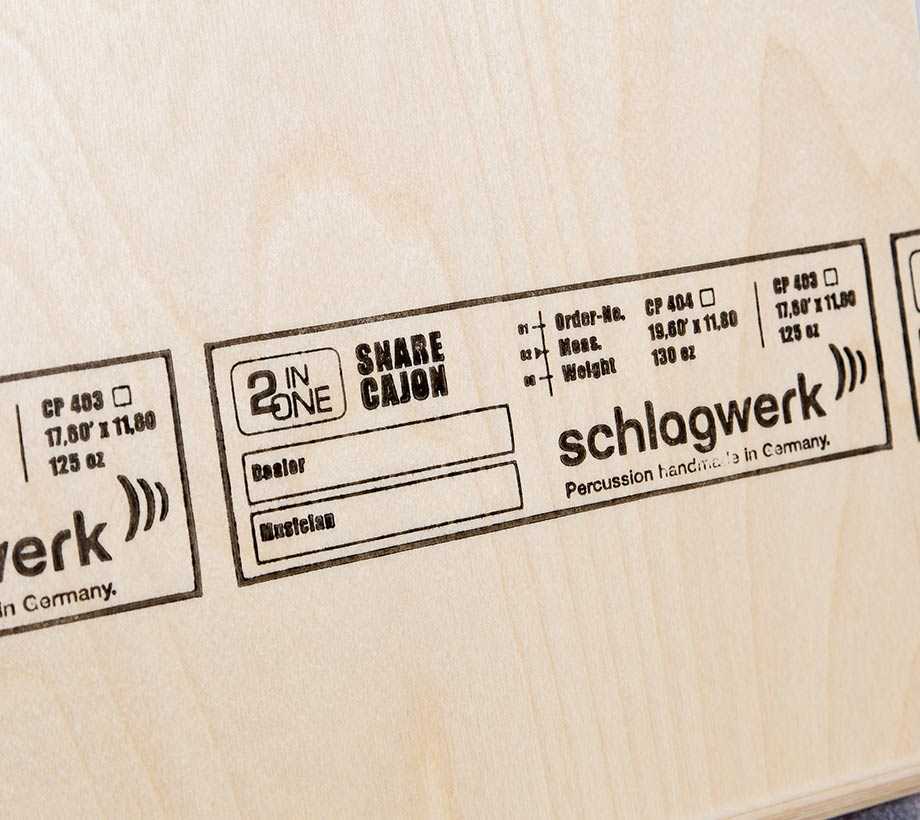 CP 403
17,60' x 11,80
125 oz
werk
in Germany.
2 IN
ONE
SNARE
CAJON
Dealer
Musician
01
02
03
Order-No.
Meas.
Weight
CP 404
19,60' x 11,80
130 oz
CP 403
17,60' x 11,80
125 oz
schlagwerk
Percussion handmade in Germany.